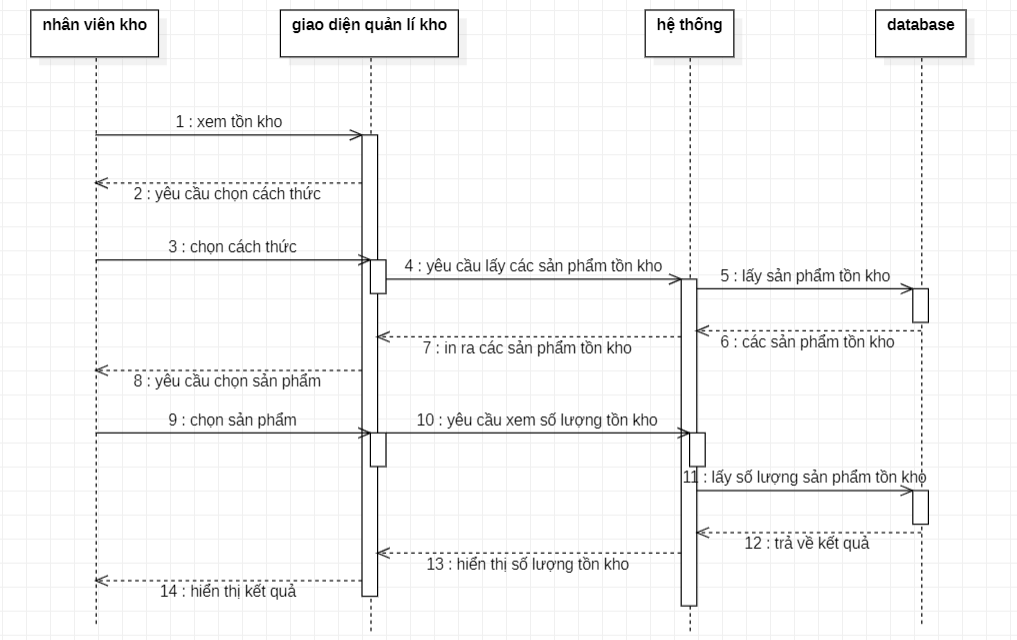 nhân viên kho
giao diện quản lí kho
hệ thống
database
1 : xem tồn kho
2 : yêu cầu chọn cách thức
3 : chọn cách thức
4 : yêu cầu lấy các sản phẩm tồn kho
5 : lấy sản phẩm tồn kho
6 : các sản phẩm tồn kho
7 : in ra các sản phẩm tồn kho
8 : yêu cầu chọn sản phẩm
9 : chọn sản phẩm
10 : yêu cầu xem số lượng tồn kho
11 : lấy số lượng sản phẩm tồn kho
12 : trả về kết quả
13 : hiển thị số lượng tồn kho
14 : hiển thị kết quả